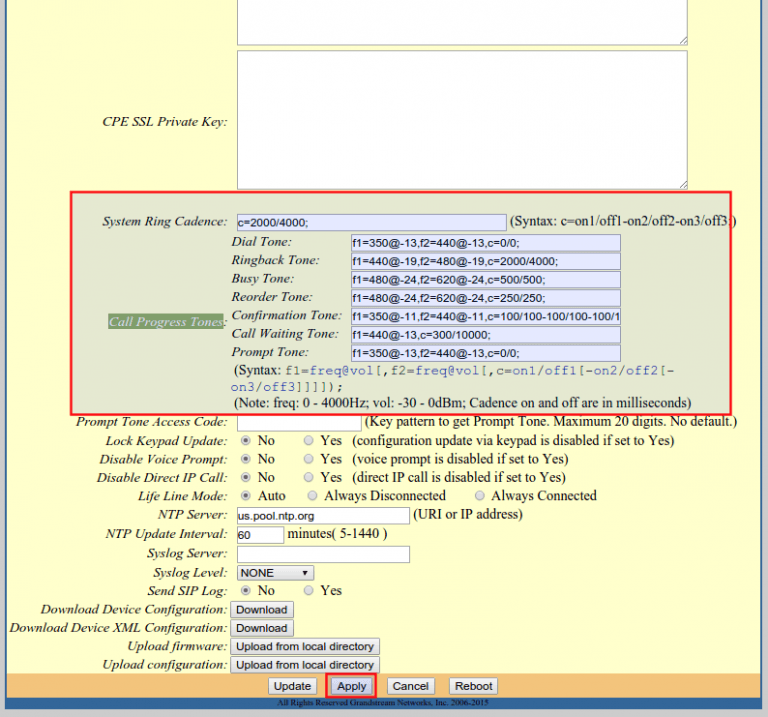 CPE SSL Private Key:
System Ring Cadence: c=2000/4000; (Syntax: c=on1/off1-on2/off2-on3/off3;)
Call Progress Tones:
Dial Tone: f1=350@-13,f2=440@-13,c=0/0;
Ringback Tone: f1=440@-19,f2=480@-19,c=2000/4000;
Busy Tone: f1=480@-24,f2=620@-24,c=500/500;
Reorder Tone: f1=480@-24,f2=620@-24,c=250/250;
Confirmation Tone: f1=350@-11,f2=440@-11,c=100/100-100/100-100/1
Call Waiting Tone: f1=440@-13,c=300/10000;
Prompt Tone: f1=350@-13,f2=440@-13,c=0/0;
(Syntax: f1=freq@vol[,f2=freq@vol[,c=on1/off1[-on2/off2[-
on3/off3]]]]);
(Note: freq: 0 - 4000Hz; vol: -30 - 0dBm; Cadence on and off are in milliseconds)
Prompt Tone Access Code: (Key pattern to get Prompt Tone. Maximum 20 digits. No default.)
Lock Keypad Update: No Yes (configuration update via keypad is disabled if set to Yes)
Disable Voice Prompt: No Yes (voice prompt is disabled if set to Yes)
Disable Direct IP Call: No Yes (direct IP call is disabled if set to Yes)
Life Line Mode: Auto Always Disconnected Always Connected
NTP Server: us.pool.ntp.org (URI or IP address)
NTP Update Interval: 60 minutes( 5-1440 )
Syslog Server:
Syslog Level: NONE
Send SIP Log: No Yes
Download Device Configuration: Download
Download Device XML Configuration: Download
Upload firmware: Upload from local directory
Upload configuration: Upload from local directory
Update Apply Cancel Reboot
All Rights Reserved Grandstream Networks, Inc. 2006-2015